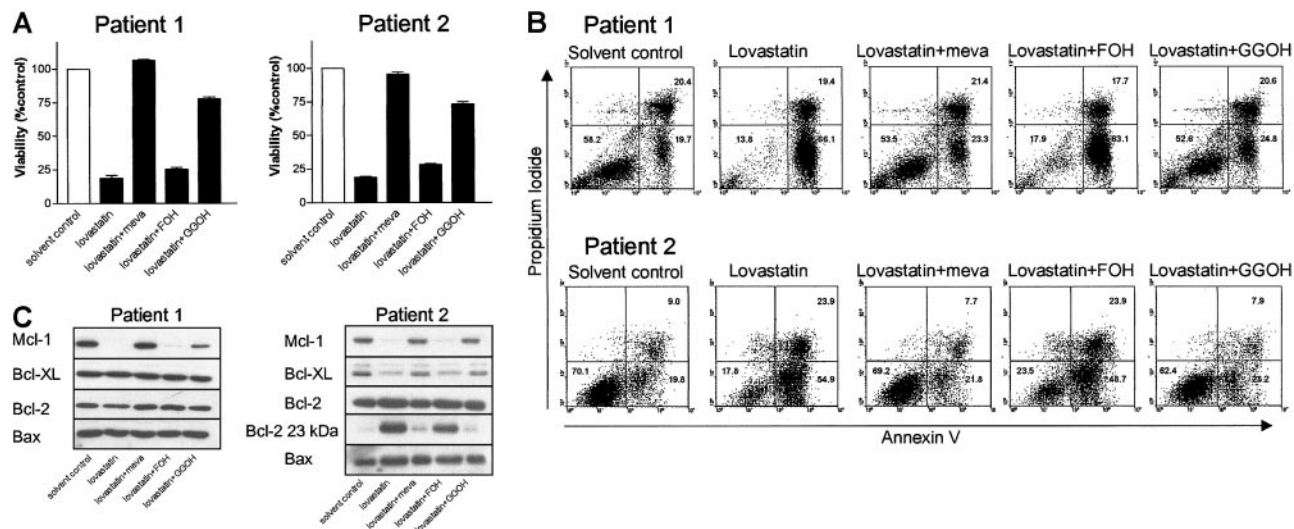 A
Patient 1
Patient 2
Viability (%control)
100
75
50
25
0
solvent control
lovastatin
lovastatin+meva
lovastatin+FOH
lovastatin+GGOH
Viability (%control)
100
75
50
25
0
solvent control
lovastatin
lovastatin+meva
lovastatin+FOH
lovastatin+GGOH
B
Patient 1
Solvent control
Lovastatin
Lovastatin+meva
Lovastatin+FOH
Lovastatin+GGOH
20.4
19.4
21.4
17.7
20.6
58.2
19.7
13.8
66.1
53.5
23.3
17.9
63.1
52.6
24.8
Patient 2
Solvent control
Lovastatin
Lovastatin+meva
Lovastatin+FOH
Lovastatin+GGOH
9.0
23.9
7.7
23.9
7.9
70.1
19.8
17.8
54.9
69.2
21.8
23.5
48.7
62.4
Propidium Iodide
Annexin V
C
Patient 1
Mcl-1
Bcl-XL
Bcl-2
Bax
solvent control
lovastatin
lovastatin+meva
lovastatin+FOH
lovastatin+GGOH
Patient 2
Mcl-1
Bcl-XL
Bcl-2
Bcl-2 23 kDa
Bax
solvent control
lovastatin
lovastatin+meva
lovastatin+FOH
lovastatin+GGOH